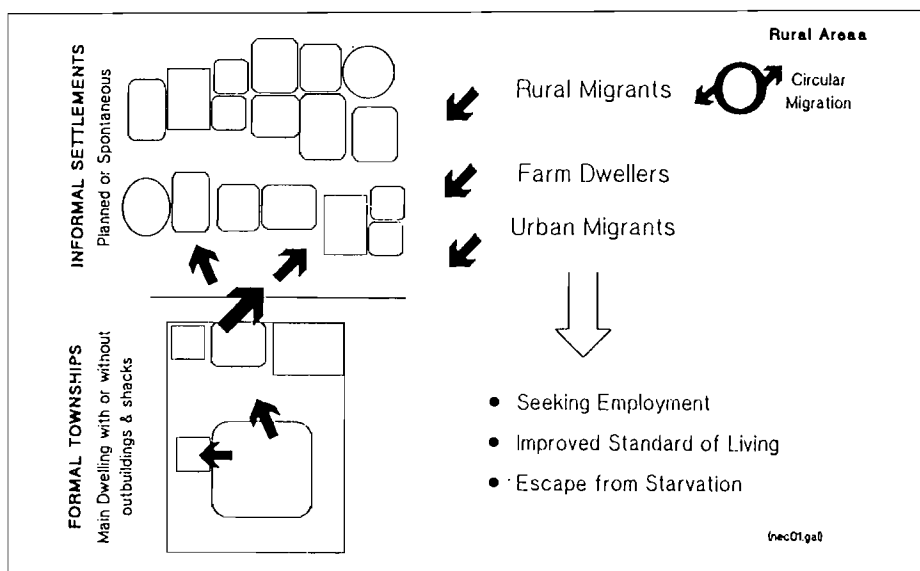 INFORMAL SETTLEMENTS
Planned or Spontaneous
FORMAL TOWNSHIPS
Main Dwelling with or without
outbuildings & shacks
Rural Areas
Circular
Migration
Rural Migrants
Farm Dwellers
Urban Migrants
• Seeking Employment
• Improved Standard of Living
• Escape from Starvation
(nec01.gal)